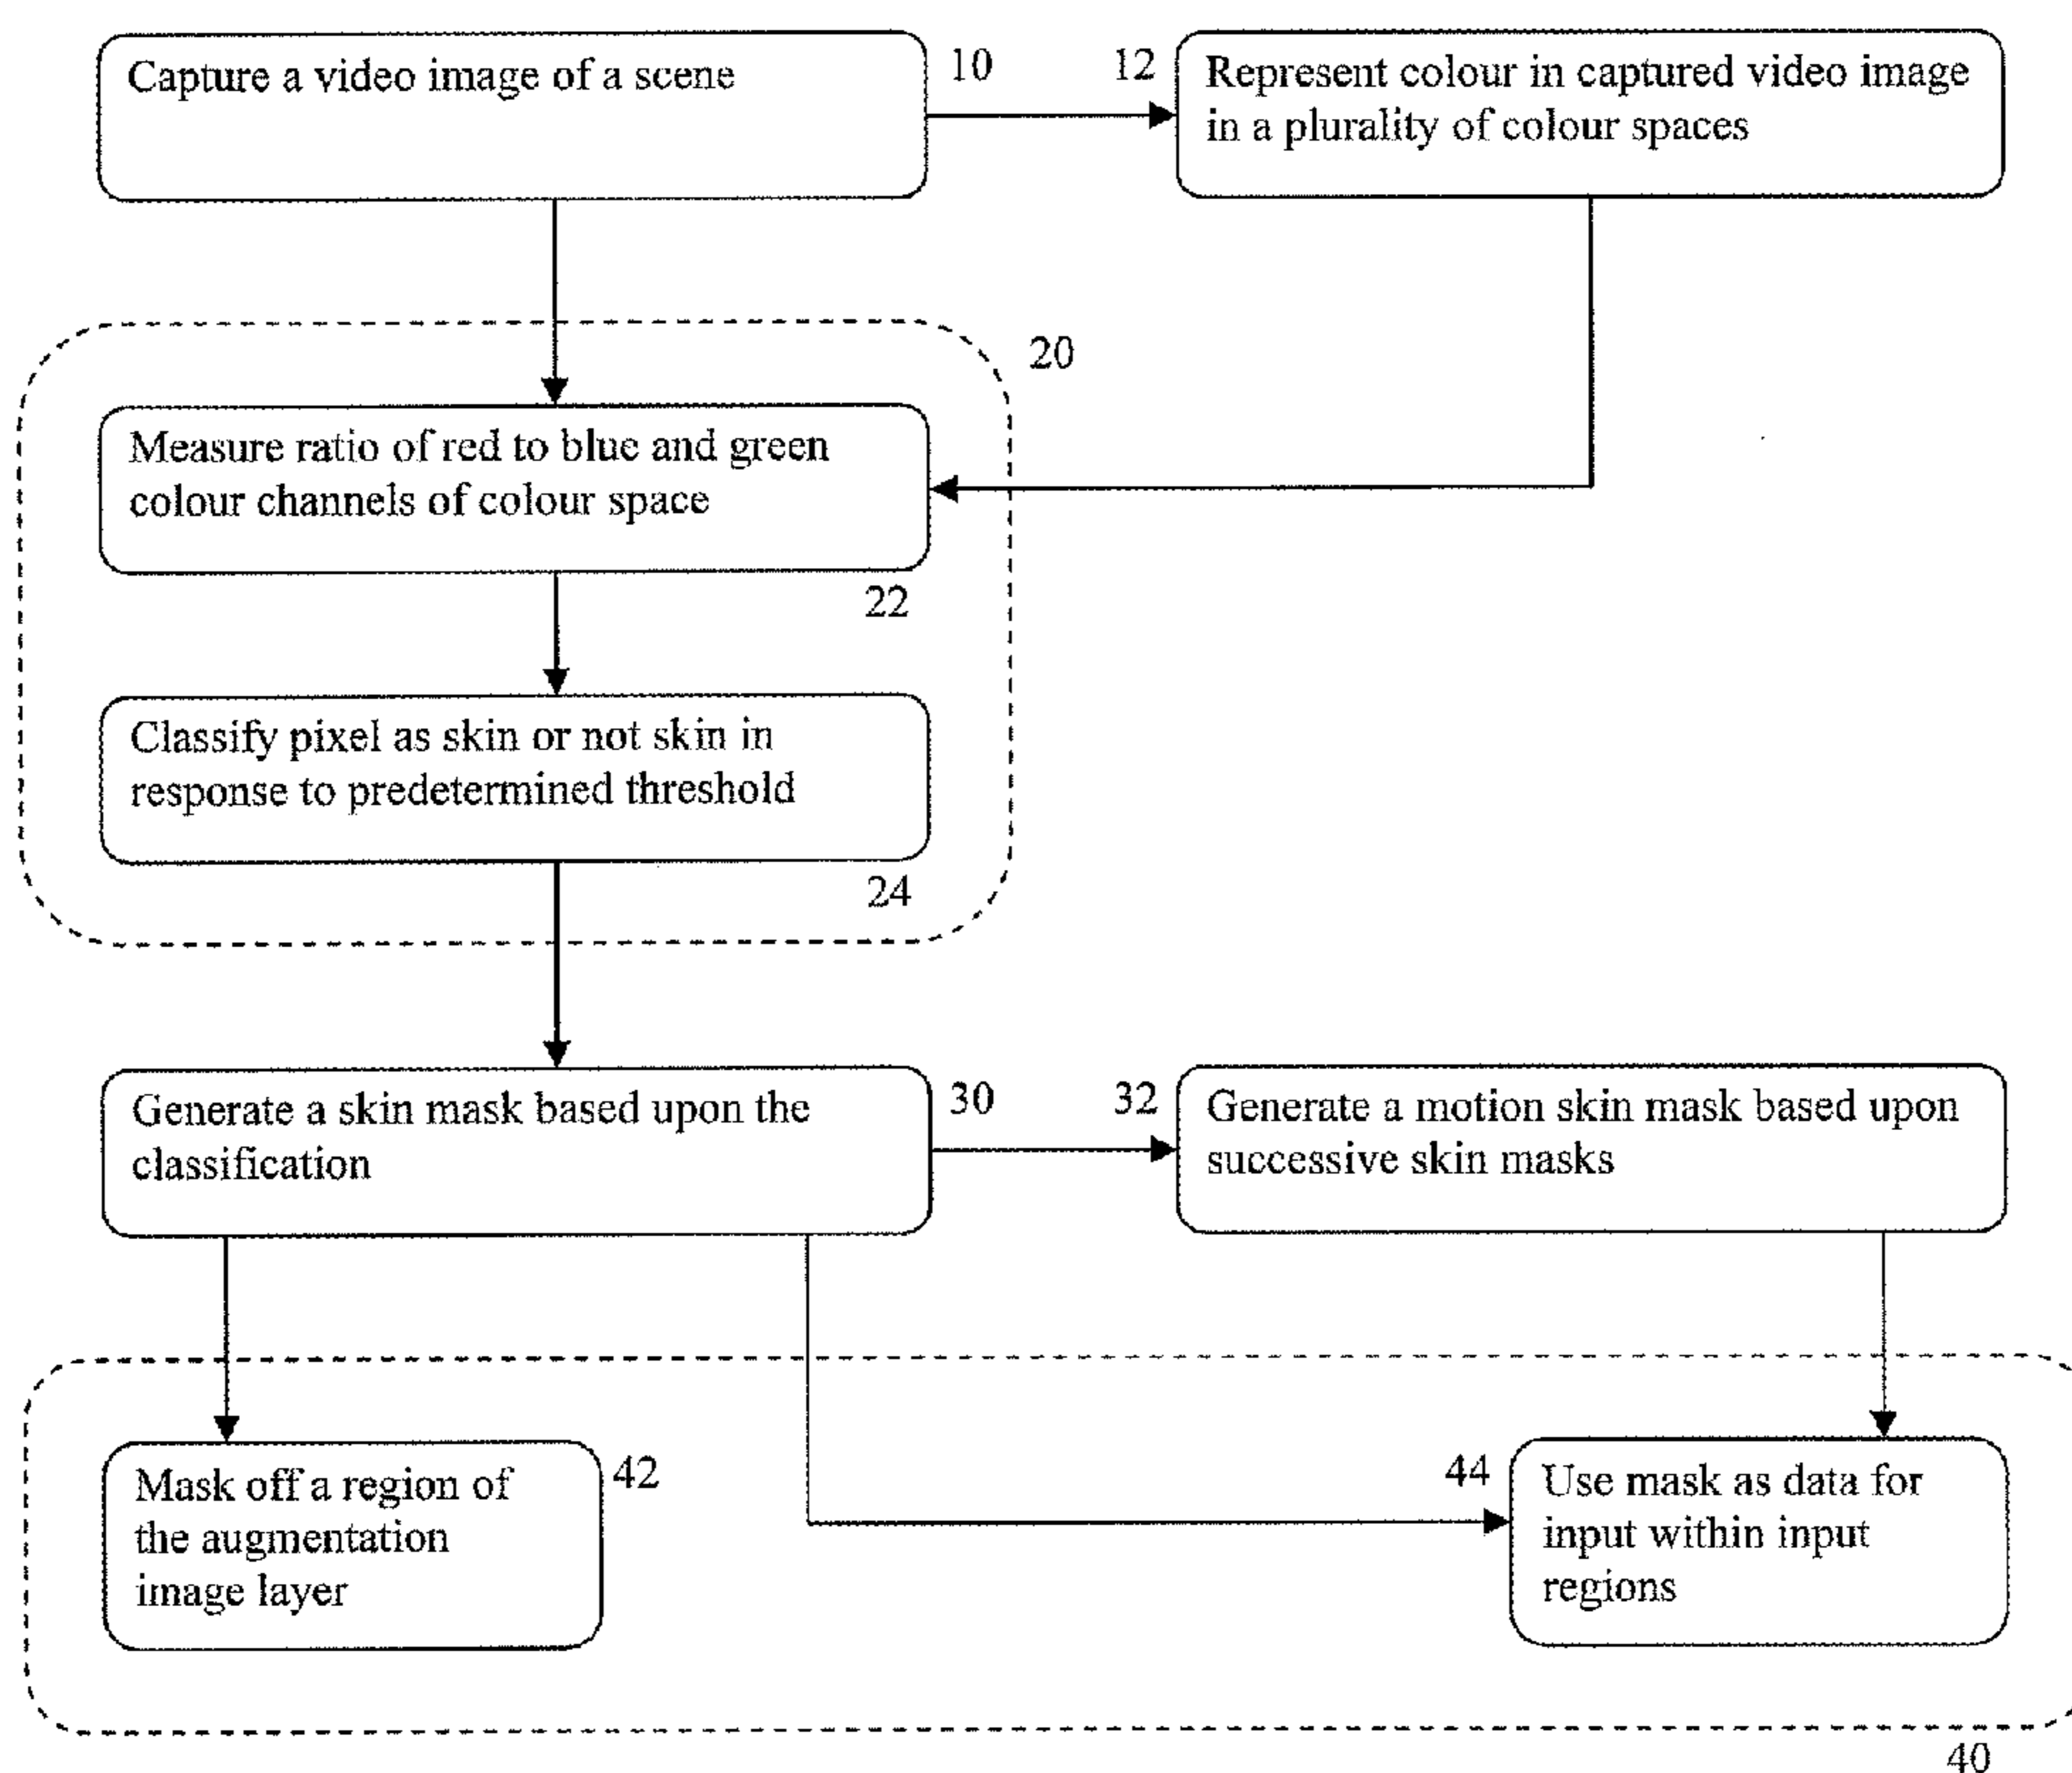 Capture a video image of a scene
10
12
Represent colour in captured video image
in a plurality of colour spaces
20
Measure ratio of red to blue and green
colour channels of colour space
22
Classify pixel as skin or not skin in
response to predetermined threshold
24
Generate a skin mask based upon the
classification
30
32
Generate a motion skin mask based upon
successive skin masks
Mask off a region of
the augmentation
image layer
42
44
Use mask as data for
input within input
regions
40